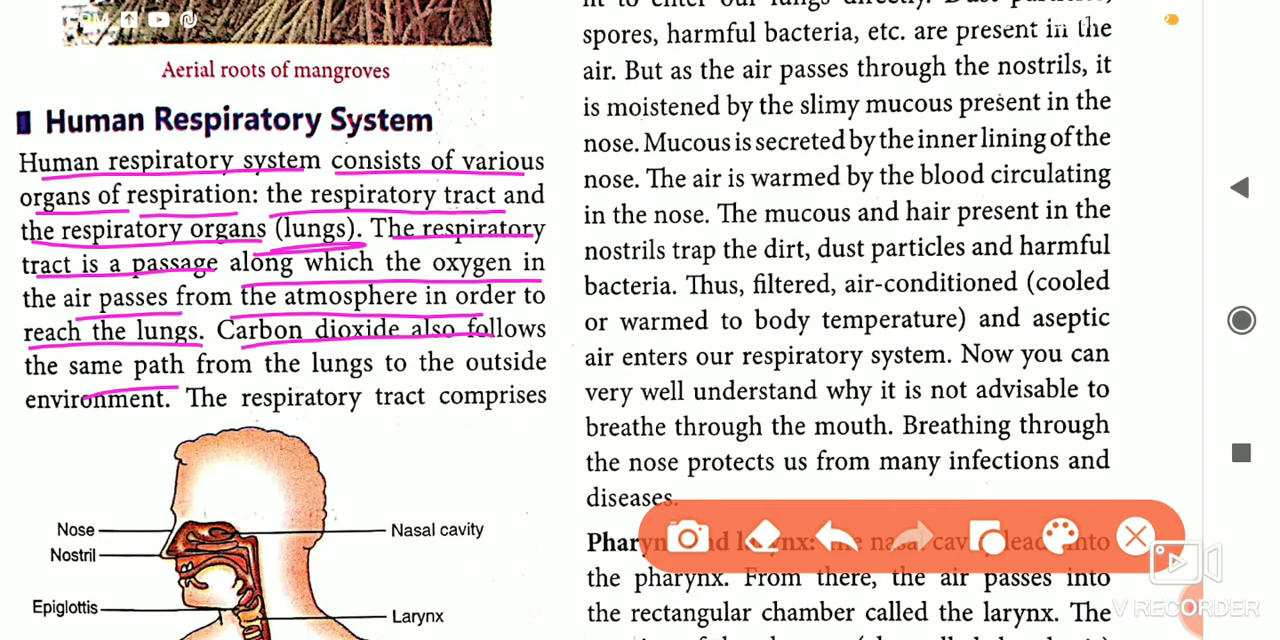 Aerial roots of mangroves
Human Respiratory System
Human respiratory system consists of various
organs of respiration: the respiratory tract and
the respiratory organs (lungs). The respiratory
tract is a passage along which the oxygen in
the air passes from the atmosphere in order to
reach the lungs. Carbon dioxide also follows
the same path from the lungs to the outside
environment. The respiratory tract comprises
Nose
Nostril
Epiglottis
Nasal cavity
Larynx
it to enter our lungs directly. Dust
spores, harmful bacteria, etc. are present in the
air. But as the air passes through the nostrils, it
is moistened by the slimy mucous present in the
nose. Mucous is secreted by the inner lining of the
nose. The air is warmed by the blood circulating
in the nose. The mucous and hair present in the
nostrils trap the dirt, dust particles and harmful
bacteria. Thus, filtered, air-conditioned (cooled
or warmed to body temperature) and aseptic
air enters our respiratory system. Now you can
very well understand why it is not advisable to
breathe through the mouth. Breathing through
the nose protects us from many infections and
diseases.
nasal
the pharynx. From there, the air passes into
the rectangular chamber called the larynx. The
V RECORDER